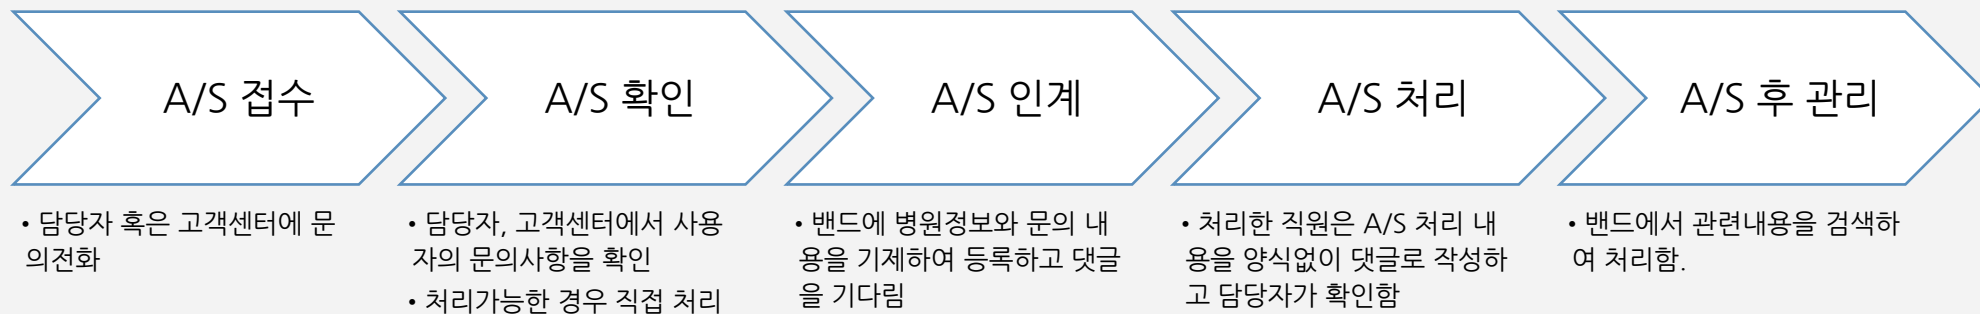 A/S 접수
A/S 확인
A/S 인계
A/S 처리
A/S 후 관리
• 담당자 혹은 고객센터에 문
의전화
• 담당자, 고객센터에서 사용
자의 문의사항을 확인
• 처리가능한 경우 직접 처리
• 밴드에 병원정보와 문의 내
용을 기제하여 등록하고 댓글
을 기다림
• 처리한 직원은 A/S 처리 내
용을 양식없이 댓글로 작성하
고 담당자가 확인함
• 밴드에서 관련내용을 검색하
여 처리함.